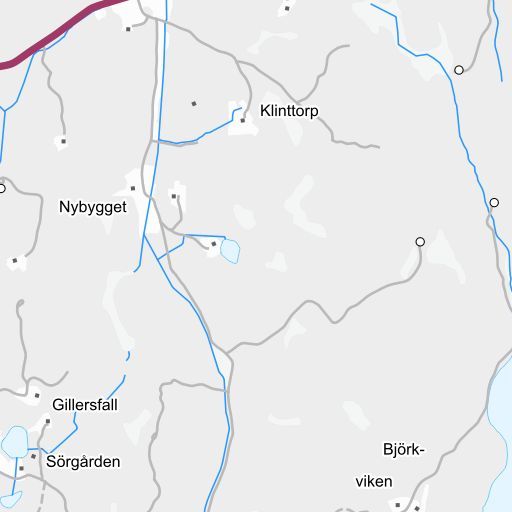 Klinttorp
Nybygget
Gillersfall
Sörgården
Björk-
viken